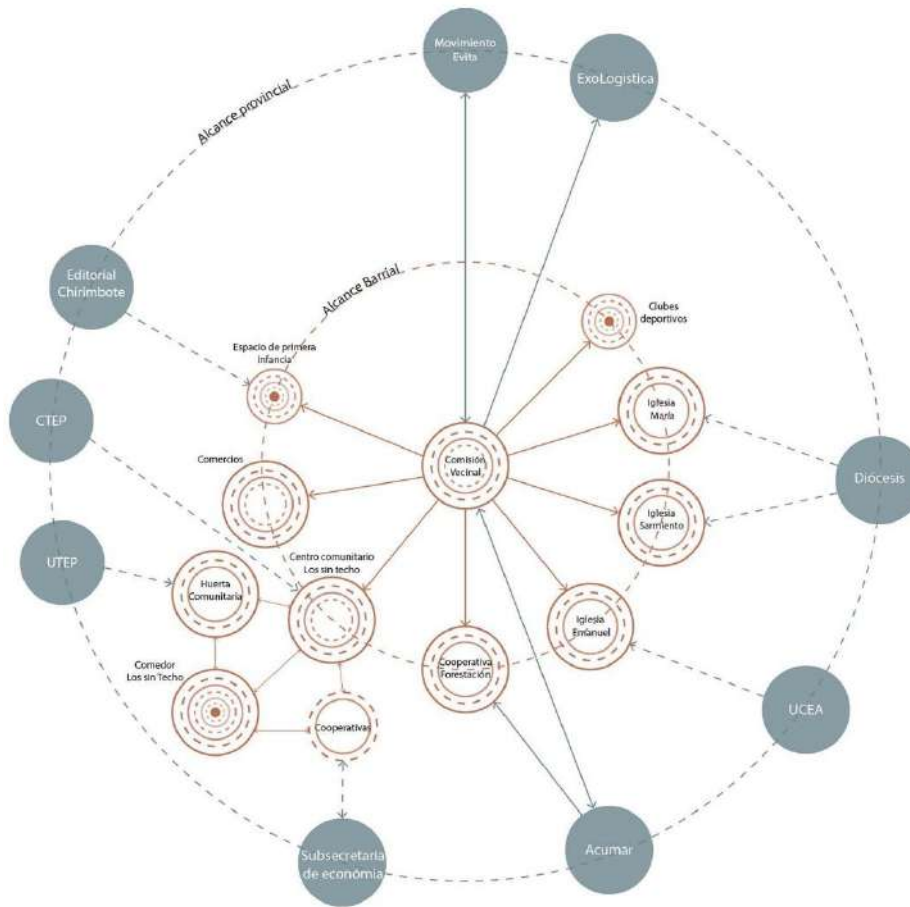 Movimiento
Evita
ExoLogistica
Alcance provincial
Editorial
Chirimbote
Alcance Barrial
Clubes
deportivos
Espacio de primera
infancia
Iglesia
María
CTEP
Comercios
Comisión
Vecinal
Diócesis
Iglesia
Sarmiento
UTEP
Centro comunitario
Los sin techo
Huerta
Comunitaria
Iglesia
Emanuel
Comedor
Los sin Techo
Cooperativa
Forestación
Cooperativas
UCEA
Subsecretaria
de económia
Acumar